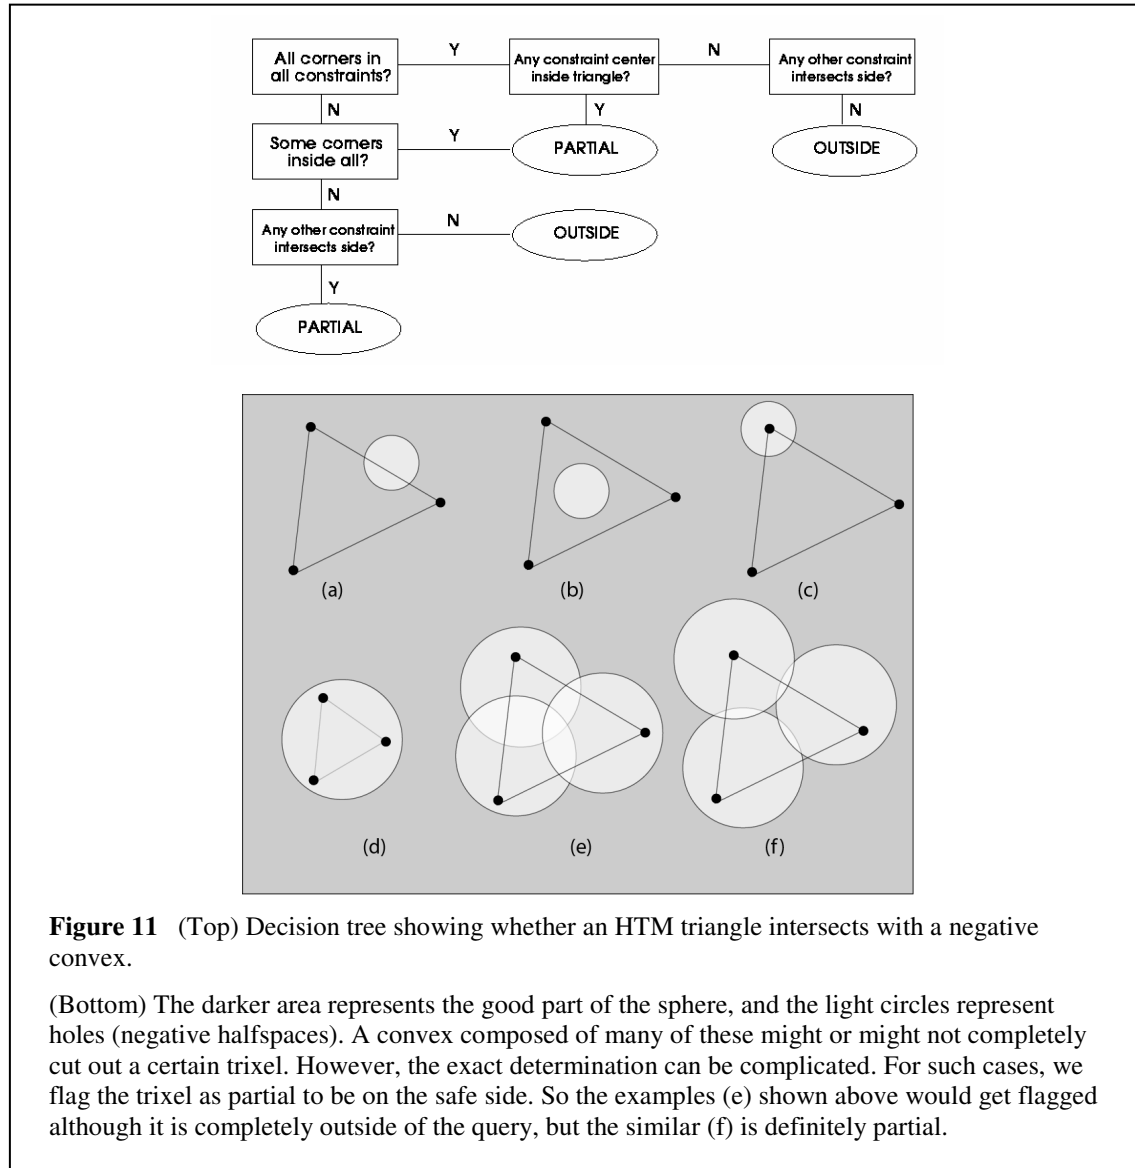 All corners in
all constraints?
Y
Any constraint center
inside triangle?
N
Any other constraint
intersects side?
N
Y
N
Some corners
inside all?
Y
PARTIAL
OUTSIDE
N
Any other constraint
intersects side?
N
OUTSIDE
Y
PARTIAL
(a)
(b)
(c)
(d)
(e)
(f)
Figure 11 (Top) Decision tree showing whether an HTM triangle intersects with a negative
convex.
(Bottom) The darker area represents the good part of the sphere, and the light circles represent
holes (negative halfspaces). A convex composed of many of these might or might not completely
cut out a certain trixel. However, the exact determination can be complicated. For such cases, we
flag the trixel as partial to be on the safe side. So the examples (e) shown above would get flagged
although it is completely outside of the query, but the similar (f) is definitely partial.